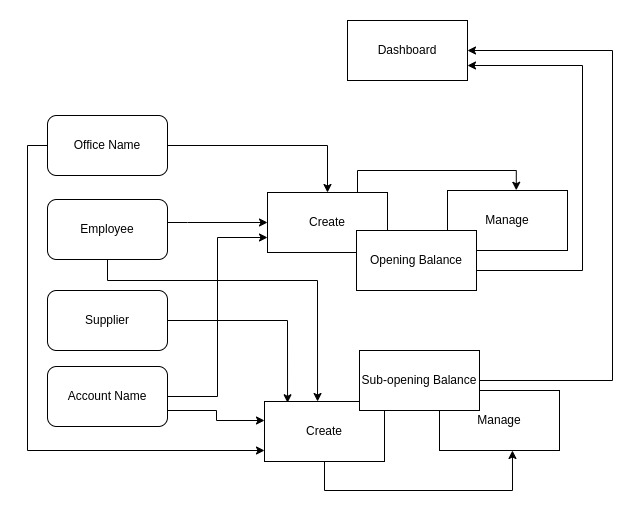 Dashboard
Office Name
Employee
Create
Manage
Opening Balance
Supplier
Account Name
Sub-opening Balance
Create
Manage